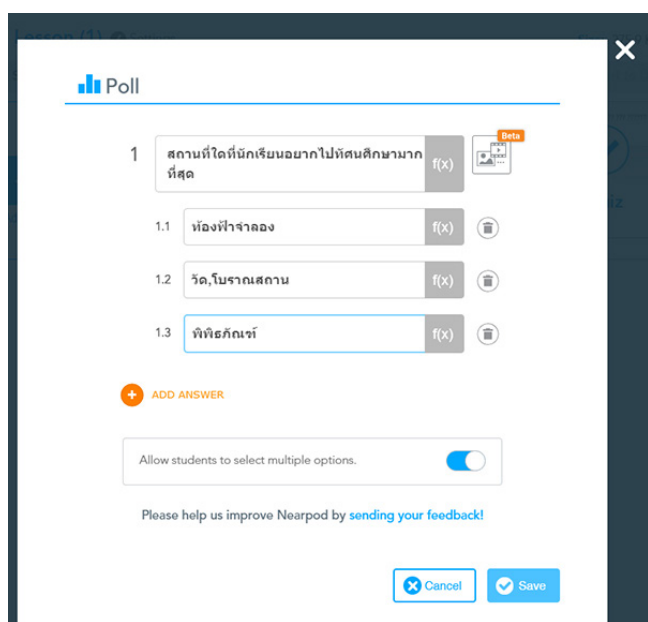 Lesson (1)
Poll
Beta
1 สถานที่ใดที่นักเรียนอยากไปทัศนศึกษามาก
ที่สุด
f(x)
1.1 ท้องฟ้าจำลอง f(x)
1.2 วัด,โบราณสถาน f(x)
1.3 พิพิธภัณฑ์ f(x)
ADD ANSWER
Allow students to select multiple options.
Please help us improve Nearpod by sending your feedback!
Cancel Save